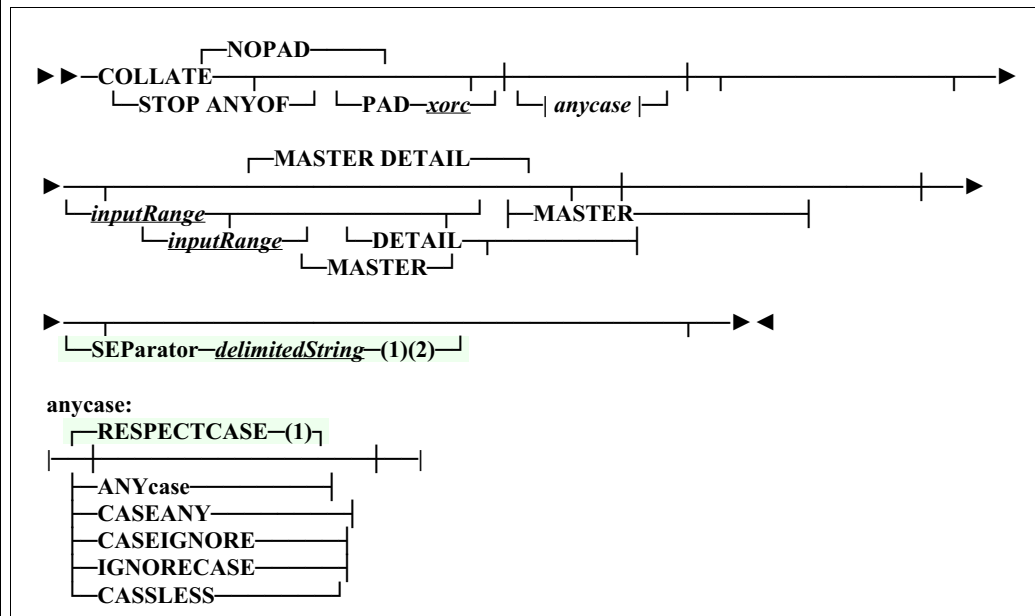 NOPAD
COLLATE
STOP ANYOF PAD xorc | anycase |
MASTER DETAIL
inputRange MASTER
inputRange DETAIL
MASTER
SEParator delimitedString (1)(2)
anycase:
RESPECTCASE (1)
ANYcase
CASEANY
CASEIGNORE
IGNORECASE
CASSLESS